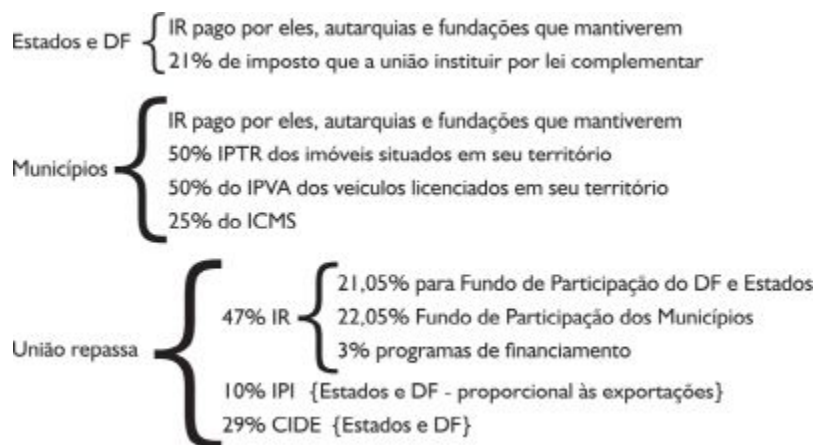 Estados e DF
IR pago por eles, autarquias e fundações que mantiverem
21% de imposto que a união instituir por lei complementar
Municípios
IR pago por eles, autarquias e fundações que mantiverem
50% IPTR dos imóveis situados em seu território
50% do IPVA dos veículos licenciados em seu território
25% do ICMS
União repassa
47% IR
21,05% para Fundo de Participação do DF e Estados
22,05% Fundo de Participação dos Municípios
3% programas de financiamento
10% IPI {Estados e DF - proporcional às exportações}
29% CIDE {Estados e DF}